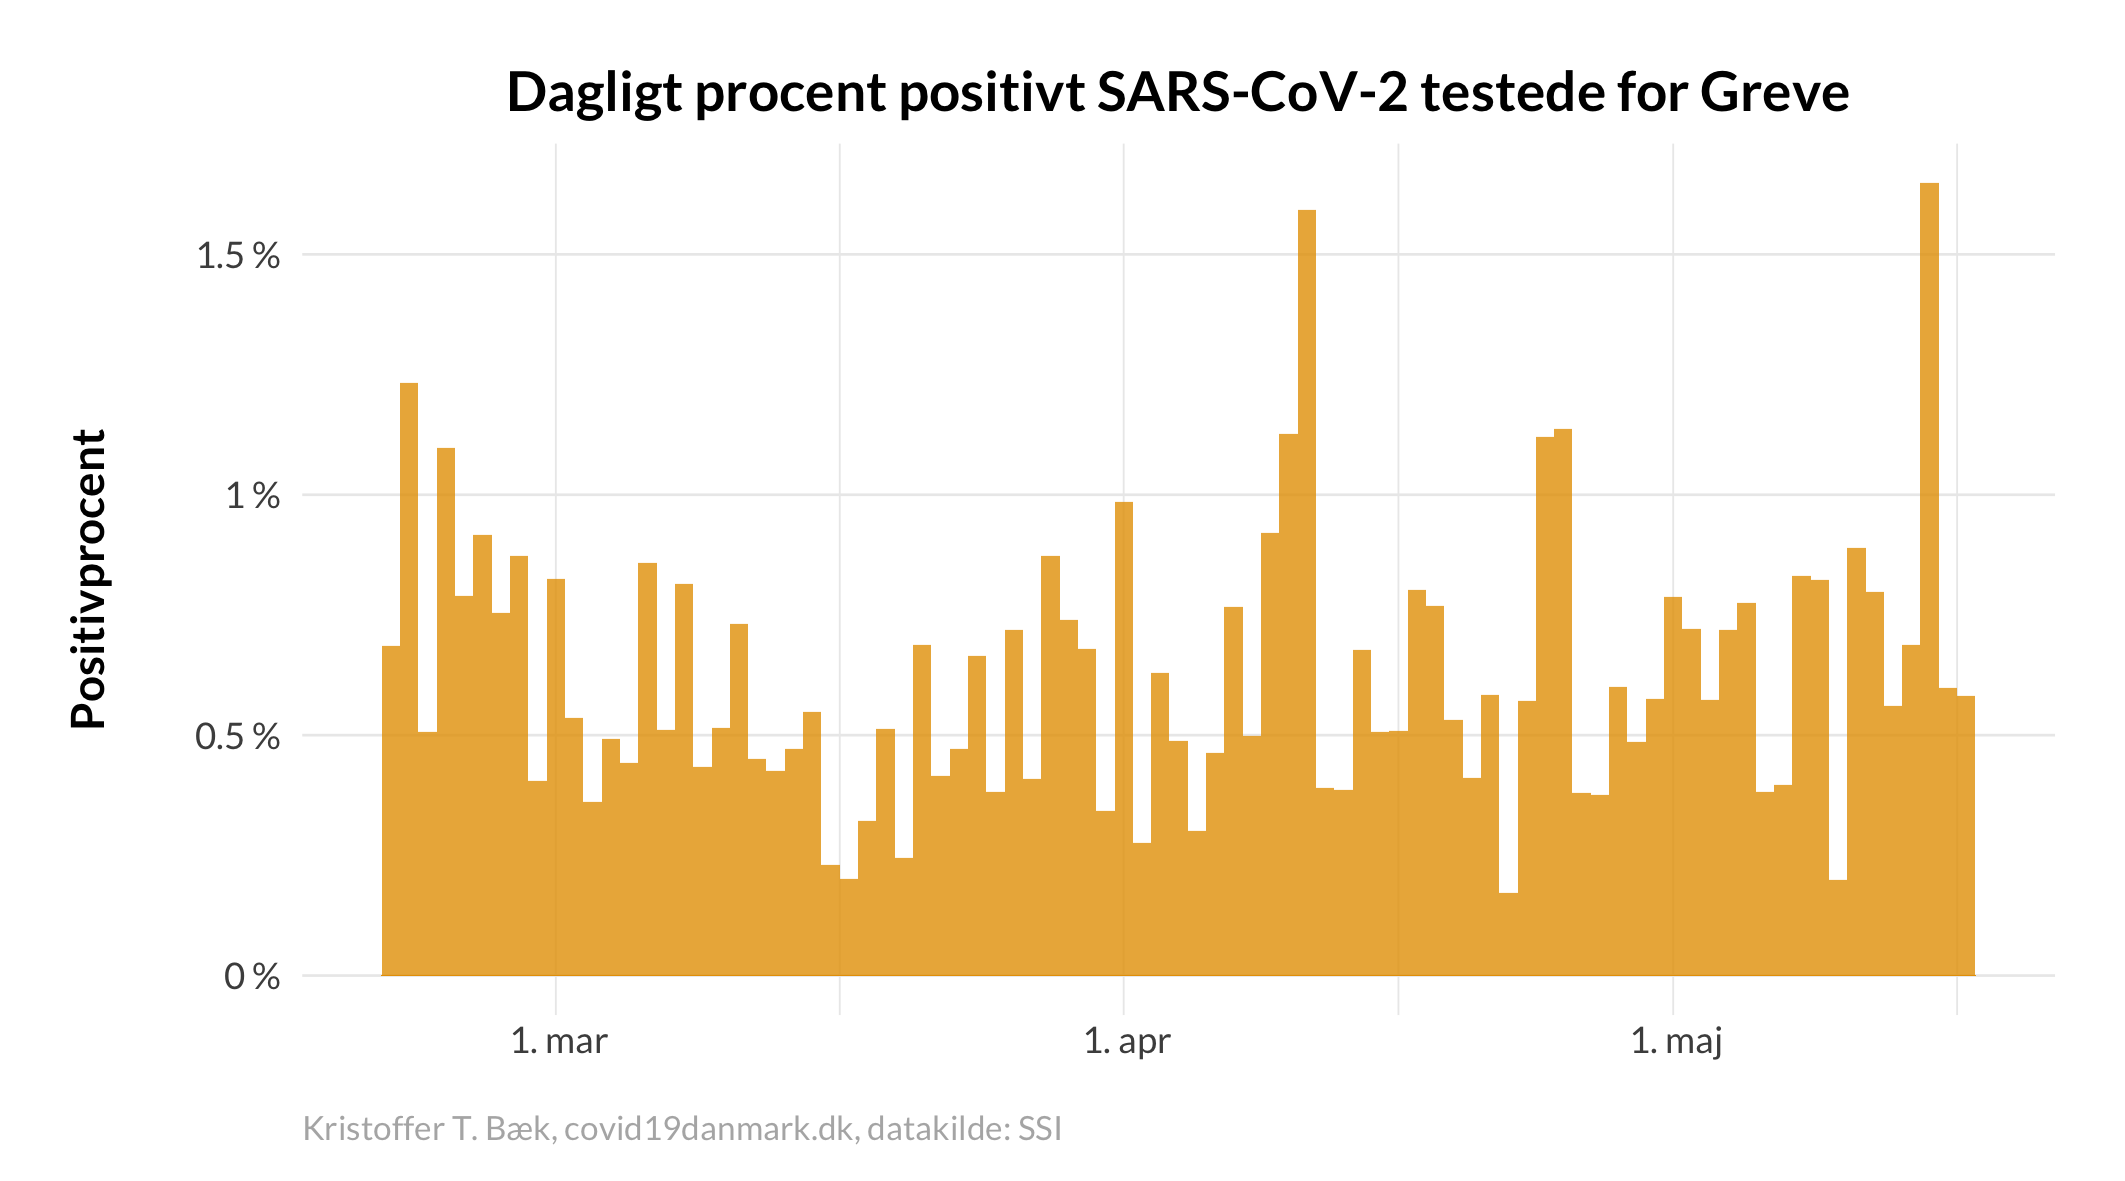 Dagligt procent positivt SARS-CoV-2 testede for Greve
Positivprocent
1.5 %
1 %
0.5 %
0 %
1. mar
1. apr
1. maj
Kristoffer T. Bæk, covid19danmark.dk, datakilde: SSI